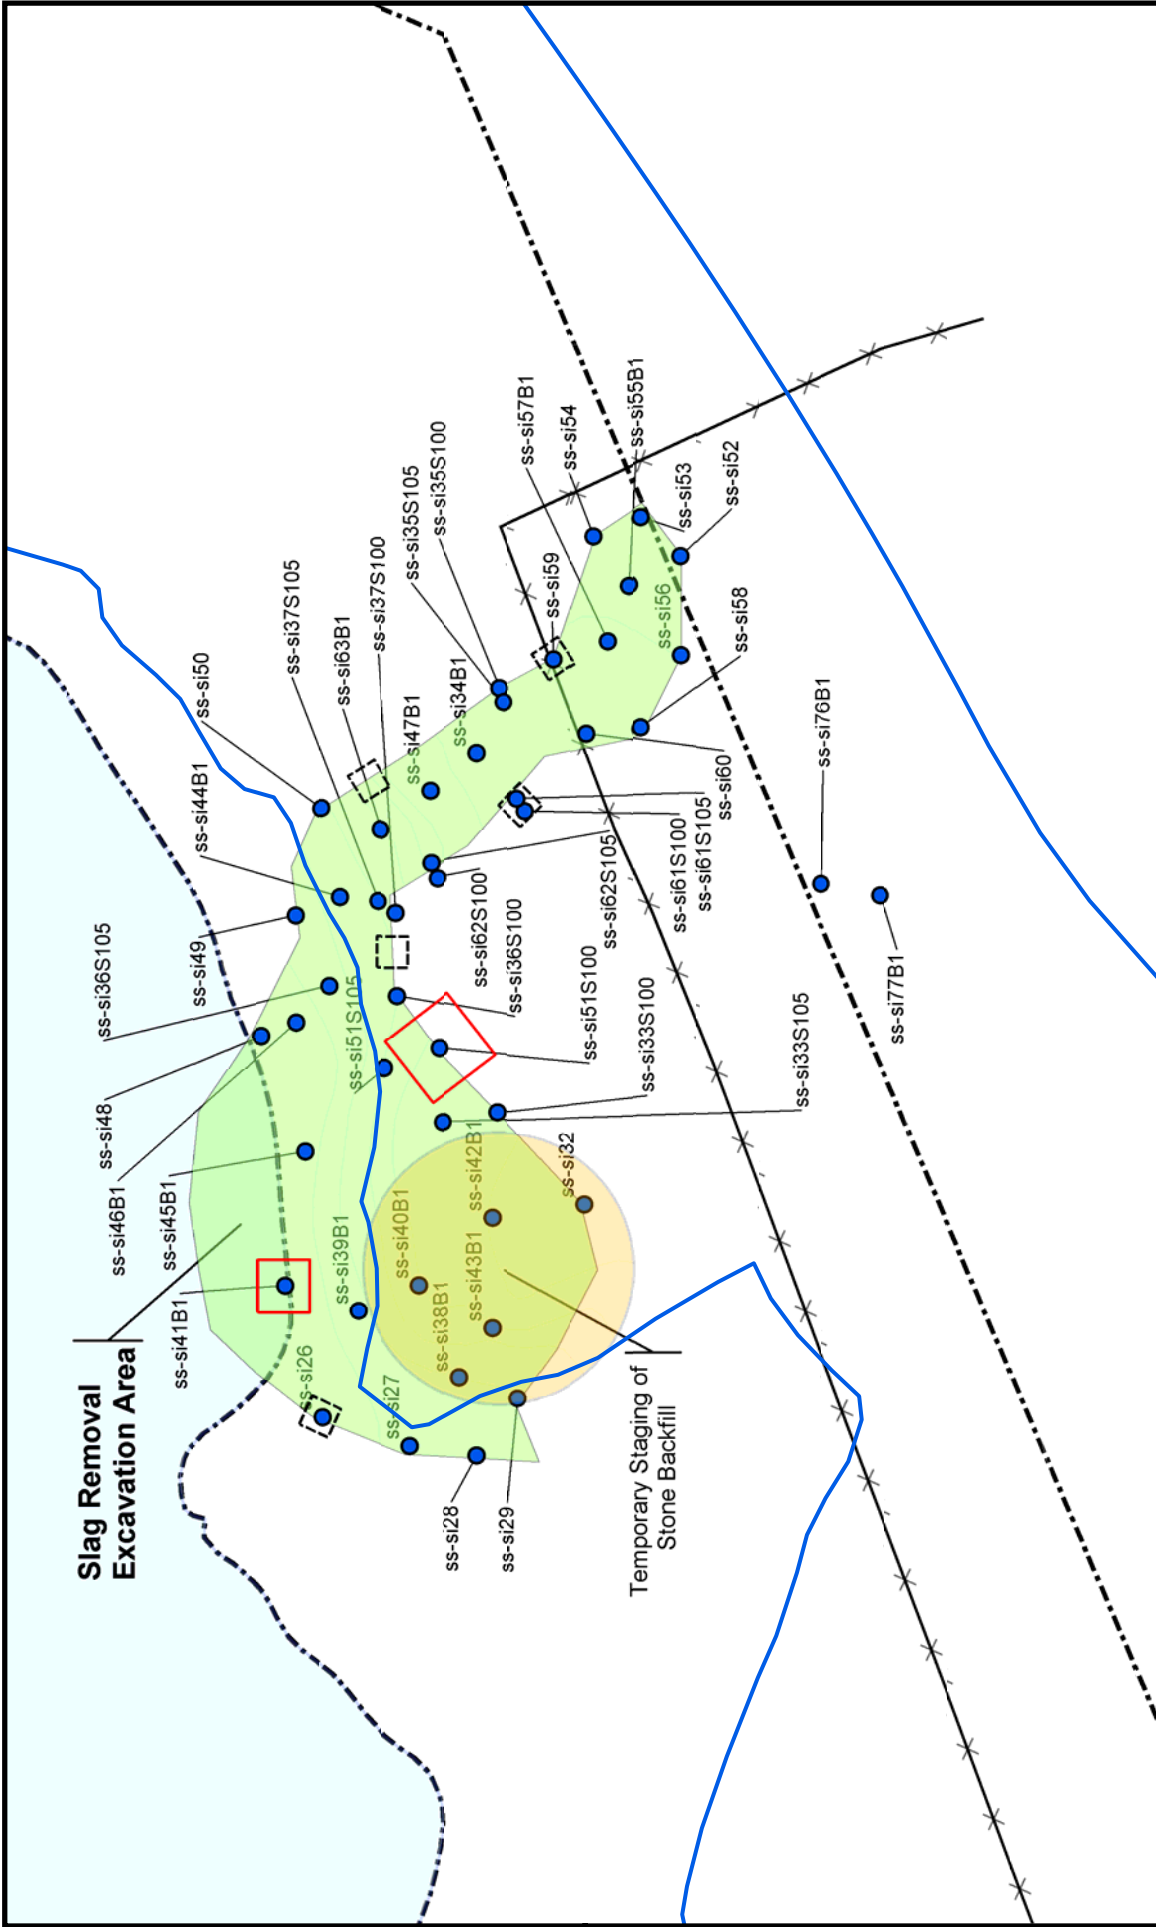 Slag Removal
Excavation Area
ss-si41B1
ss-si45B1
ss-si46B1
ss-si48
ss-si36S105
ss-si49
ss-si44B1
ss-si50
ss-si37S105
ss-si63B1
ss-si37S100
ss-si35S105
ss-si35S100
ss-si57B1
ss-si54
ss-si55B1
ss-si53
ss-si52
ss-si59
ss-si56
ss-si58
ss-si34B1
ss-si47B1
ss-si60
ss-si61S100
ss-si61S105
ss-si62S105
ss-si62S100
ss-si36S100
ss-si51S105
ss-si51S100
ss-si33S100
ss-si33S105
ss-si76B1
ss-si77B1
ss-si32
ss-si42B1
ss-si43B1
ss-si40B1
ss-si38B1
ss-si39B1
ss-si26
ss-si27
ss-si28
ss-si29
Temporary Staging of
Stone Backfill